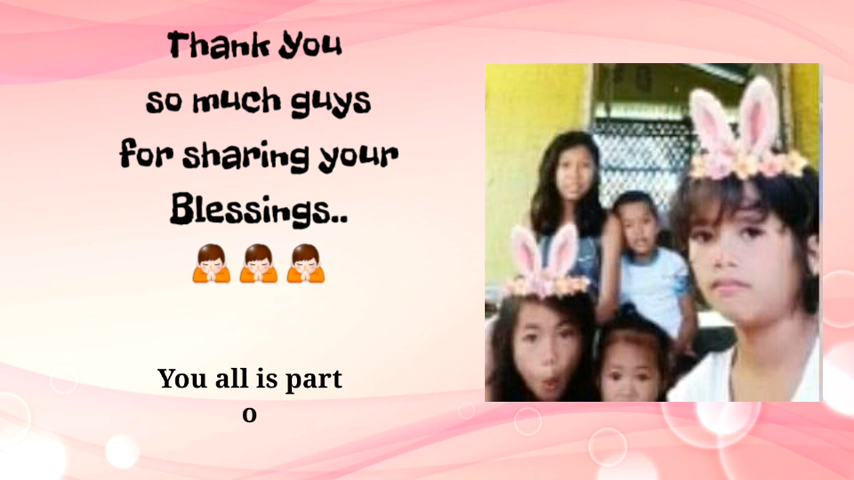 Thank You
so much guys
for sharing your
Blessings..
🙏🙏🙏
You all is part
o